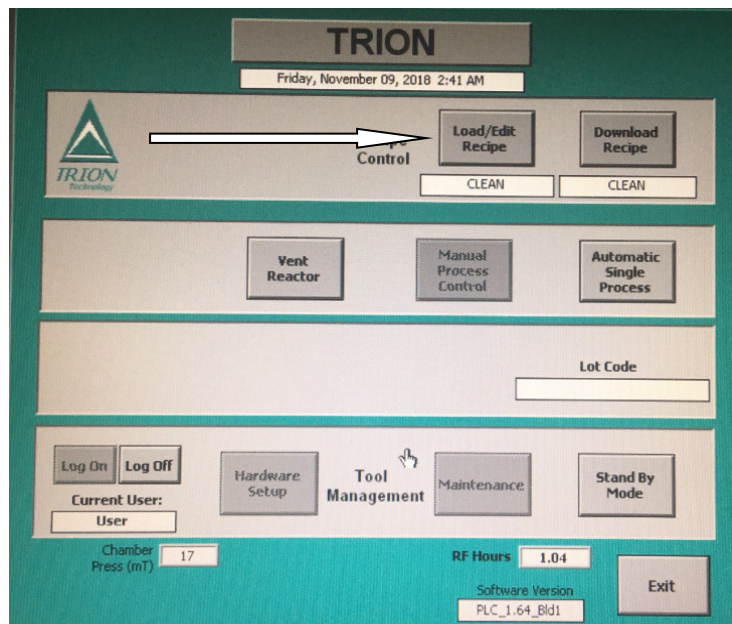 TRION
Friday, November 09, 2018 2:41 AM
TRION
Technology
Control
Load/Edit
Recipe
Download
Recipe
CLEAN
CLEAN
Vent
Reactor
Manual
Process
Control
Automatic
Single
Process
Lot Code
Log On
Log Off
Current User:
User
Hardware
Setup
Tool
Management
Maintenance
Stand By
Mode
Chamber
Press (mT)
17
RF Hours
1.04
Software Version
PLC_1.64_Bld1
Exit